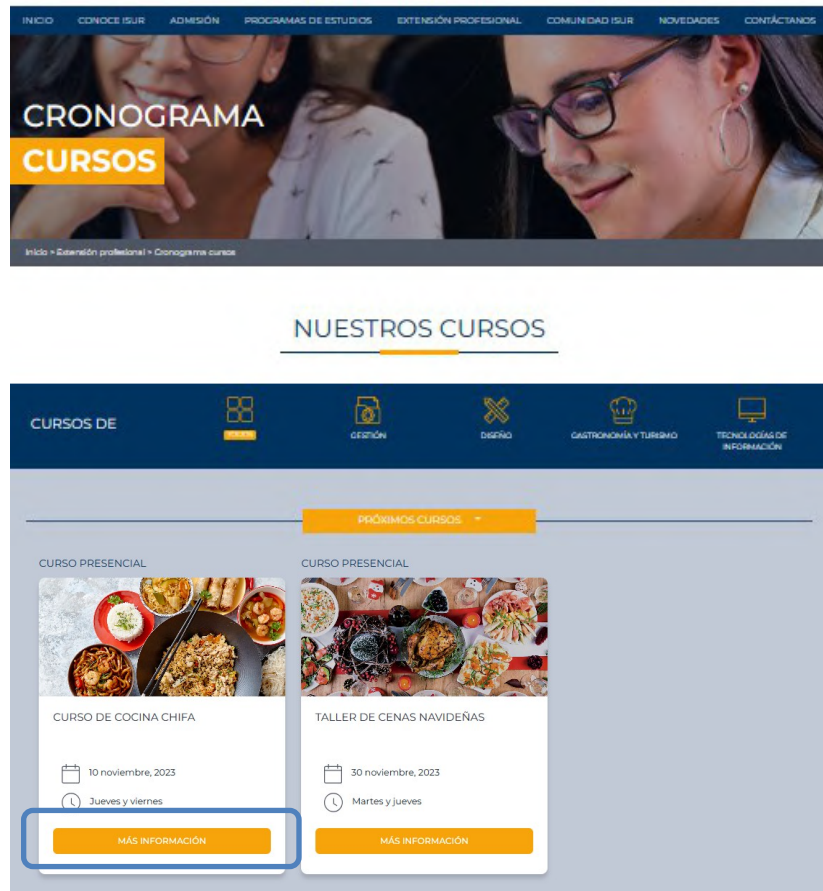 INICIO CONOCE ISUR ADMISIÓN PROGRAMAS DE ESTUDIOS EXTENSIÓN PROFESIONAL COMUNIDAD ISUR NOVEDADES CONTÁCTANOS
CRONOGRAMA
CURSOS
Inicio > Extensión profesional > Cronograma cursos
NUESTROS CURSOS
CURSOS DE
GESTIÓN
DISEÑO
GASTRONOMÍA Y TURISMO
TECNOLOGÍAS DE
INFORMACIÓN
PRÓXIMOS CURSOS
CURSO PRESENCIAL
CURSO DE COCINA CHIFA
10 noviembre, 2023
Jueves y viernes
MÁS INFORMACIÓN
CURSO PRESENCIAL
TALLER DE CENAS NAVIDEÑAS
30 noviembre, 2023
Martes y jueves
MÁS INFORMACIÓN